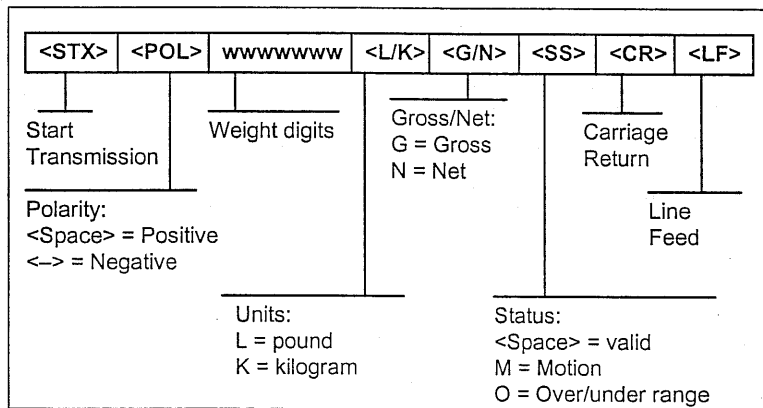 <STX> <POL> wwwwwww <L/K> <G/N> <SS> <CR> <LF>
Start
Transmission
Weight digits
Gross/Net:
G = Gross
N = Net
Carriage
Return
Polarity:
<Space> = Positive
<–> = Negative
Line
Feed
Units:
L = pound
K = kilogram
Status:
<Space> = valid
M = Motion
O = Over/under range